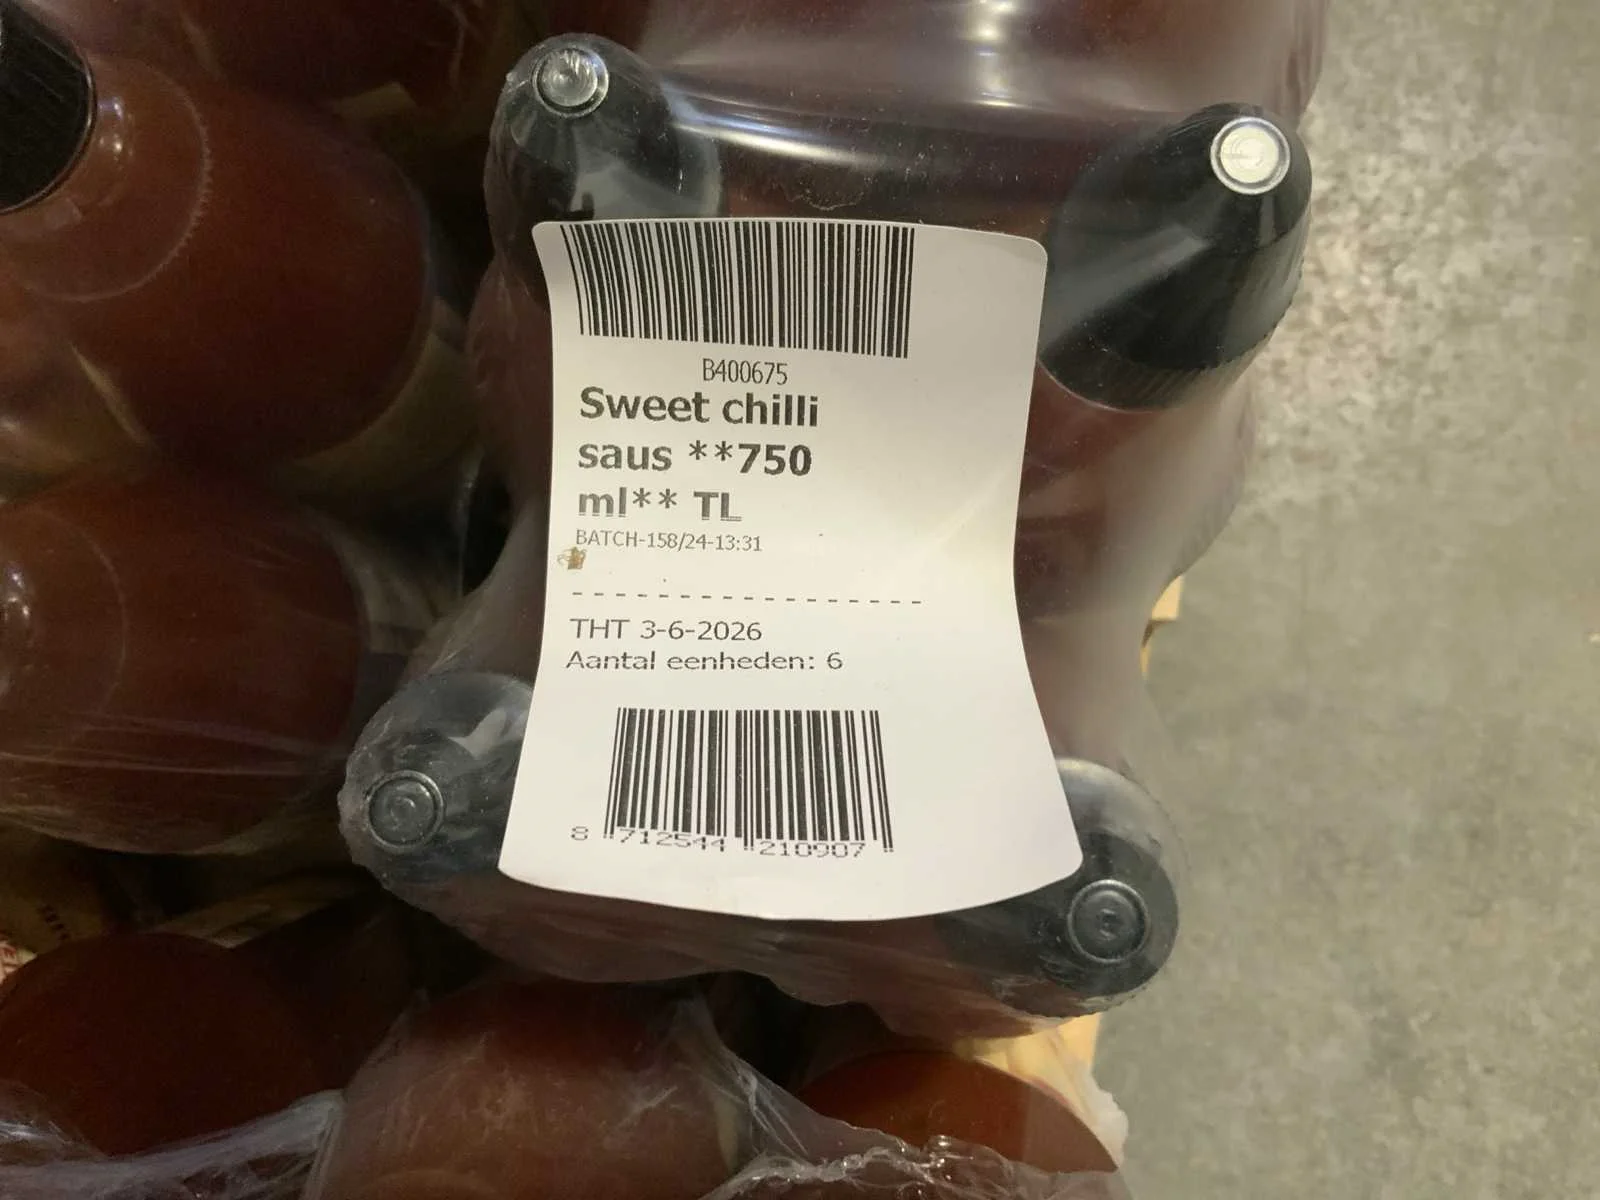 B400675
Sweet chilli
saus **750
ml** TL
BATCH-158/24-13:31
- - - - - - - - - - - - - - - - -
THT 3-6-2026
Aantal eenheden: 6
8 712544 210907